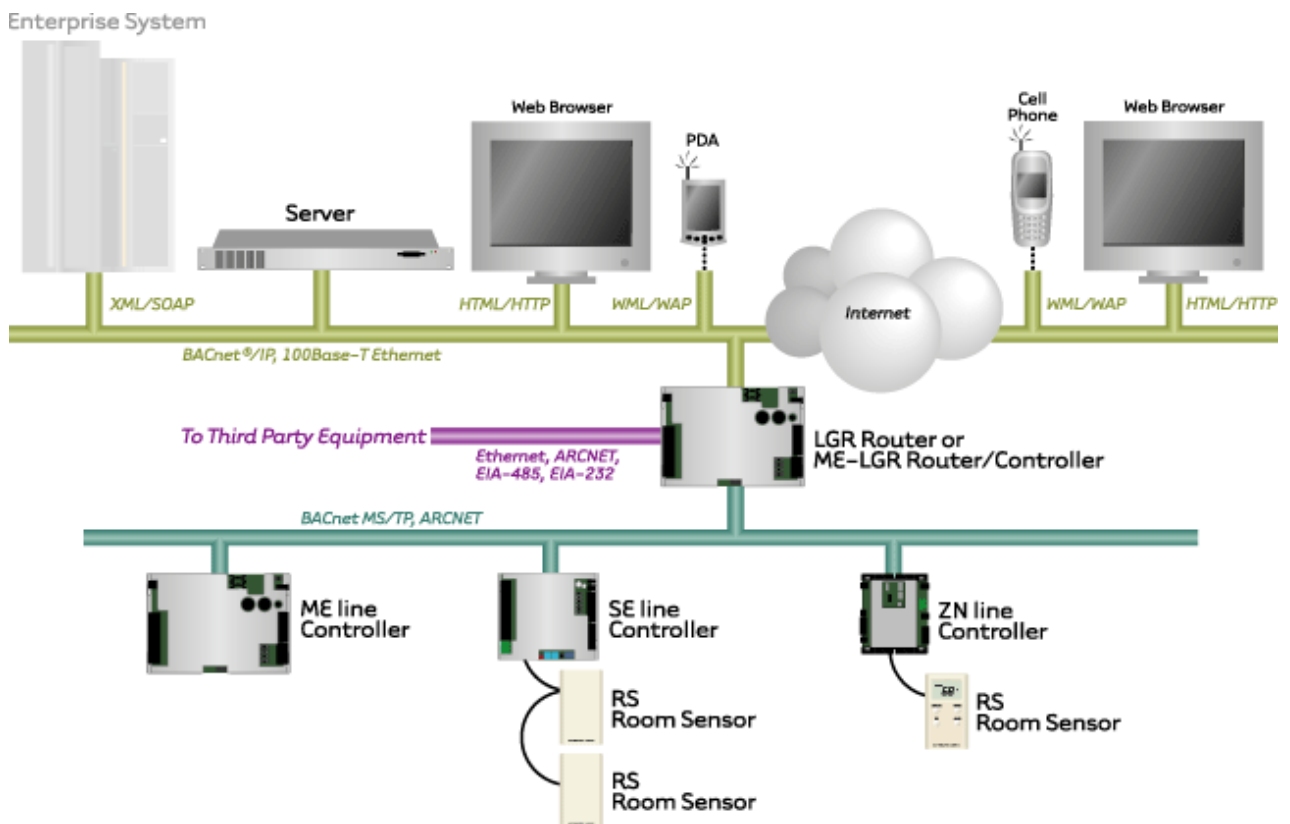 Enterprise System
Web Browser
Cell
Phone
Web Browser
PDA
Server
XML/SOAP
HTML/HTTP
WML/WAP
Internet
WML/WAP
HTML/HTTP
BACnet®/IP, 100Base-T Ethernet
To Third Party Equipment
Ethernet, ARCNET,
EIA-485, EIA-232
LGR Router or
ME-LGR Router/Controller
BACnet MS/TP, ARCNET
ME line
Controller
SE line
Controller
ZN line
Controller
RS
Room Sensor
RS
Room Sensor
RS
Room Sensor